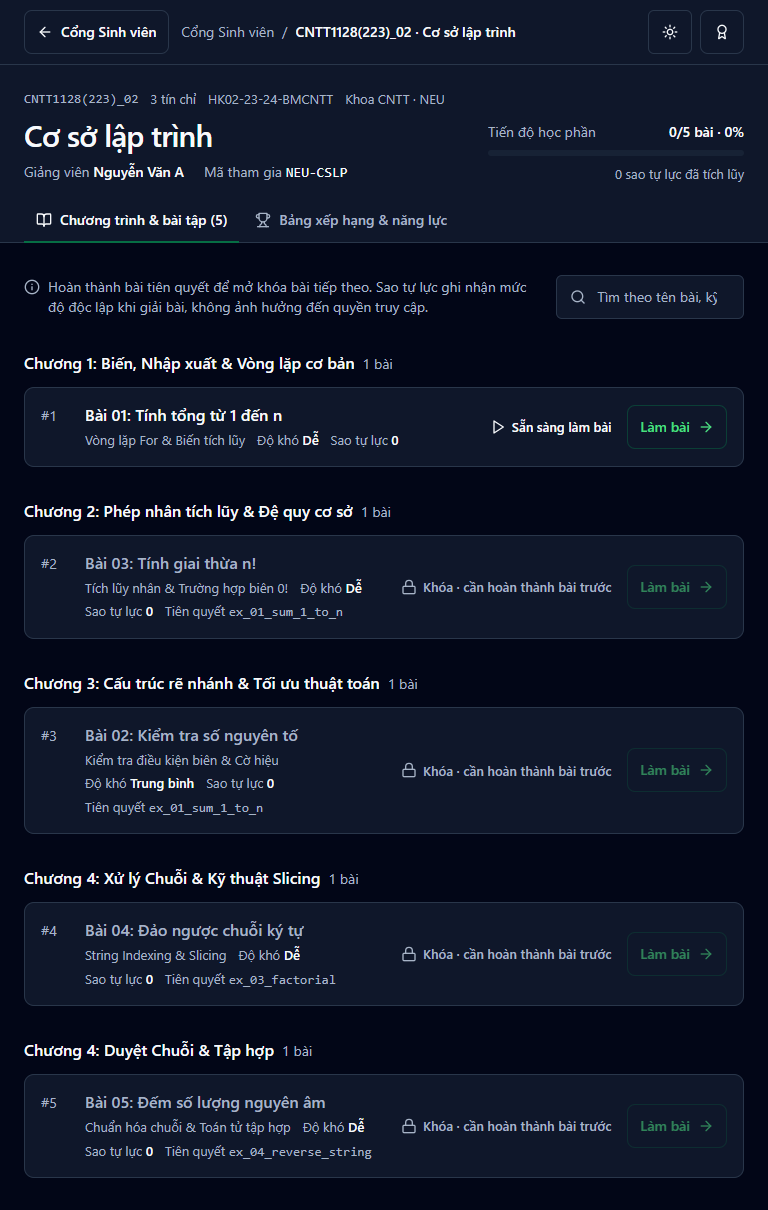 Cổng Sinh viên Cổng Sinh viên / CNTT1128(223)_02 · Cơ sở lập trình
CNTT1128(223)_02 3 tín chỉ HK02-23-24-BMCNTT Khoa CNTT · NEU
Cơ sở lập trình
Tiến độ học phần 0/5 bài · 0%
Giảng viên Nguyễn Văn A Mã tham gia NEU-CSLP
0 sao tự lực đã tích lũy
Chương trình & bài tập (5) Bảng xếp hạng & năng lực
Hoàn thành bài tiên quyết để mở khóa bài tiếp theo. Sao tự lực ghi nhận mức
độ độc lập khi giải bài, không ảnh hưởng đến quyền truy cập.
Tìm theo tên bài, kỹ
Chương 1: Biến, Nhập xuất & Vòng lặp cơ bản 1 bài
#1 Bài 01: Tính tổng từ 1 đến n
Vòng lặp For & Biến tích lũy Độ khó Dễ Sao tự lực 0
Sẵn sàng làm bài Làm bài
Chương 2: Phép nhân tích lũy & Đệ quy cơ sở 1 bài
#2 Bài 03: Tính giai thừa n!
Tích lũy nhân & Trường hợp biên 0! Độ khó Dễ
Sao tự lực 0 Tiên quyết ex_01_sum_1_to_n
Khóa · cần hoàn thành bài trước Làm bài
Chương 3: Cấu trúc rẽ nhánh & Tối ưu thuật toán 1 bài
#3 Bài 02: Kiểm tra số nguyên tố
Kiểm tra điều kiện biên & Cờ hiệu
Độ khó Trung bình Sao tự lực 0
Tiên quyết ex_01_sum_1_to_n
Khóa · cần hoàn thành bài trước Làm bài
Chương 4: Xử lý Chuỗi & Kỹ thuật Slicing 1 bài
#4 Bài 04: Đảo ngược chuỗi ký tự
String Indexing & Slicing Độ khó Dễ
Sao tự lực 0 Tiên quyết ex_03_factorial
Khóa · cần hoàn thành bài trước Làm bài
Chương 4: Duyệt Chuỗi & Tập hợp 1 bài
#5 Bài 05: Đếm số lượng nguyên âm
Chuẩn hóa chuỗi & Toán tử tập hợp Độ khó Dễ
Sao tự lực 0 Tiên quyết ex_04_reverse_string
Khóa · cần hoàn thành bài trước Làm bài